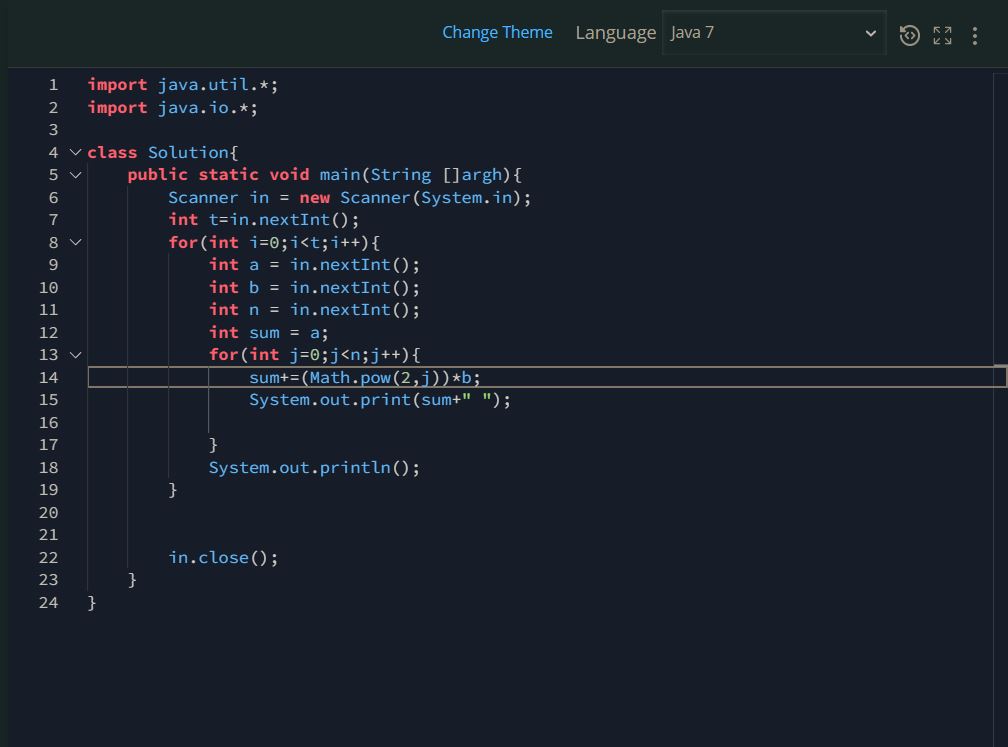 Change Theme Language Java 7
1 import java.util.*;
2 import java.io.*;
3
4 class Solution{
5 public static void main(String []argh){
6 Scanner in = new Scanner(System.in);
7 int t=in.nextInt();
8 for(int i=0;i<t;i++){
9 int a = in.nextInt();
10 int b = in.nextInt();
11 int n = in.nextInt();
12 int sum = a;
13 for(int j=0;j<n;j++){
14 sum+=(Math.pow(2,j))*b;
15 System.out.print(sum+" ");
16
17 }
18 System.out.println();
19 }
20
21
22 in.close();
23 }
24 }